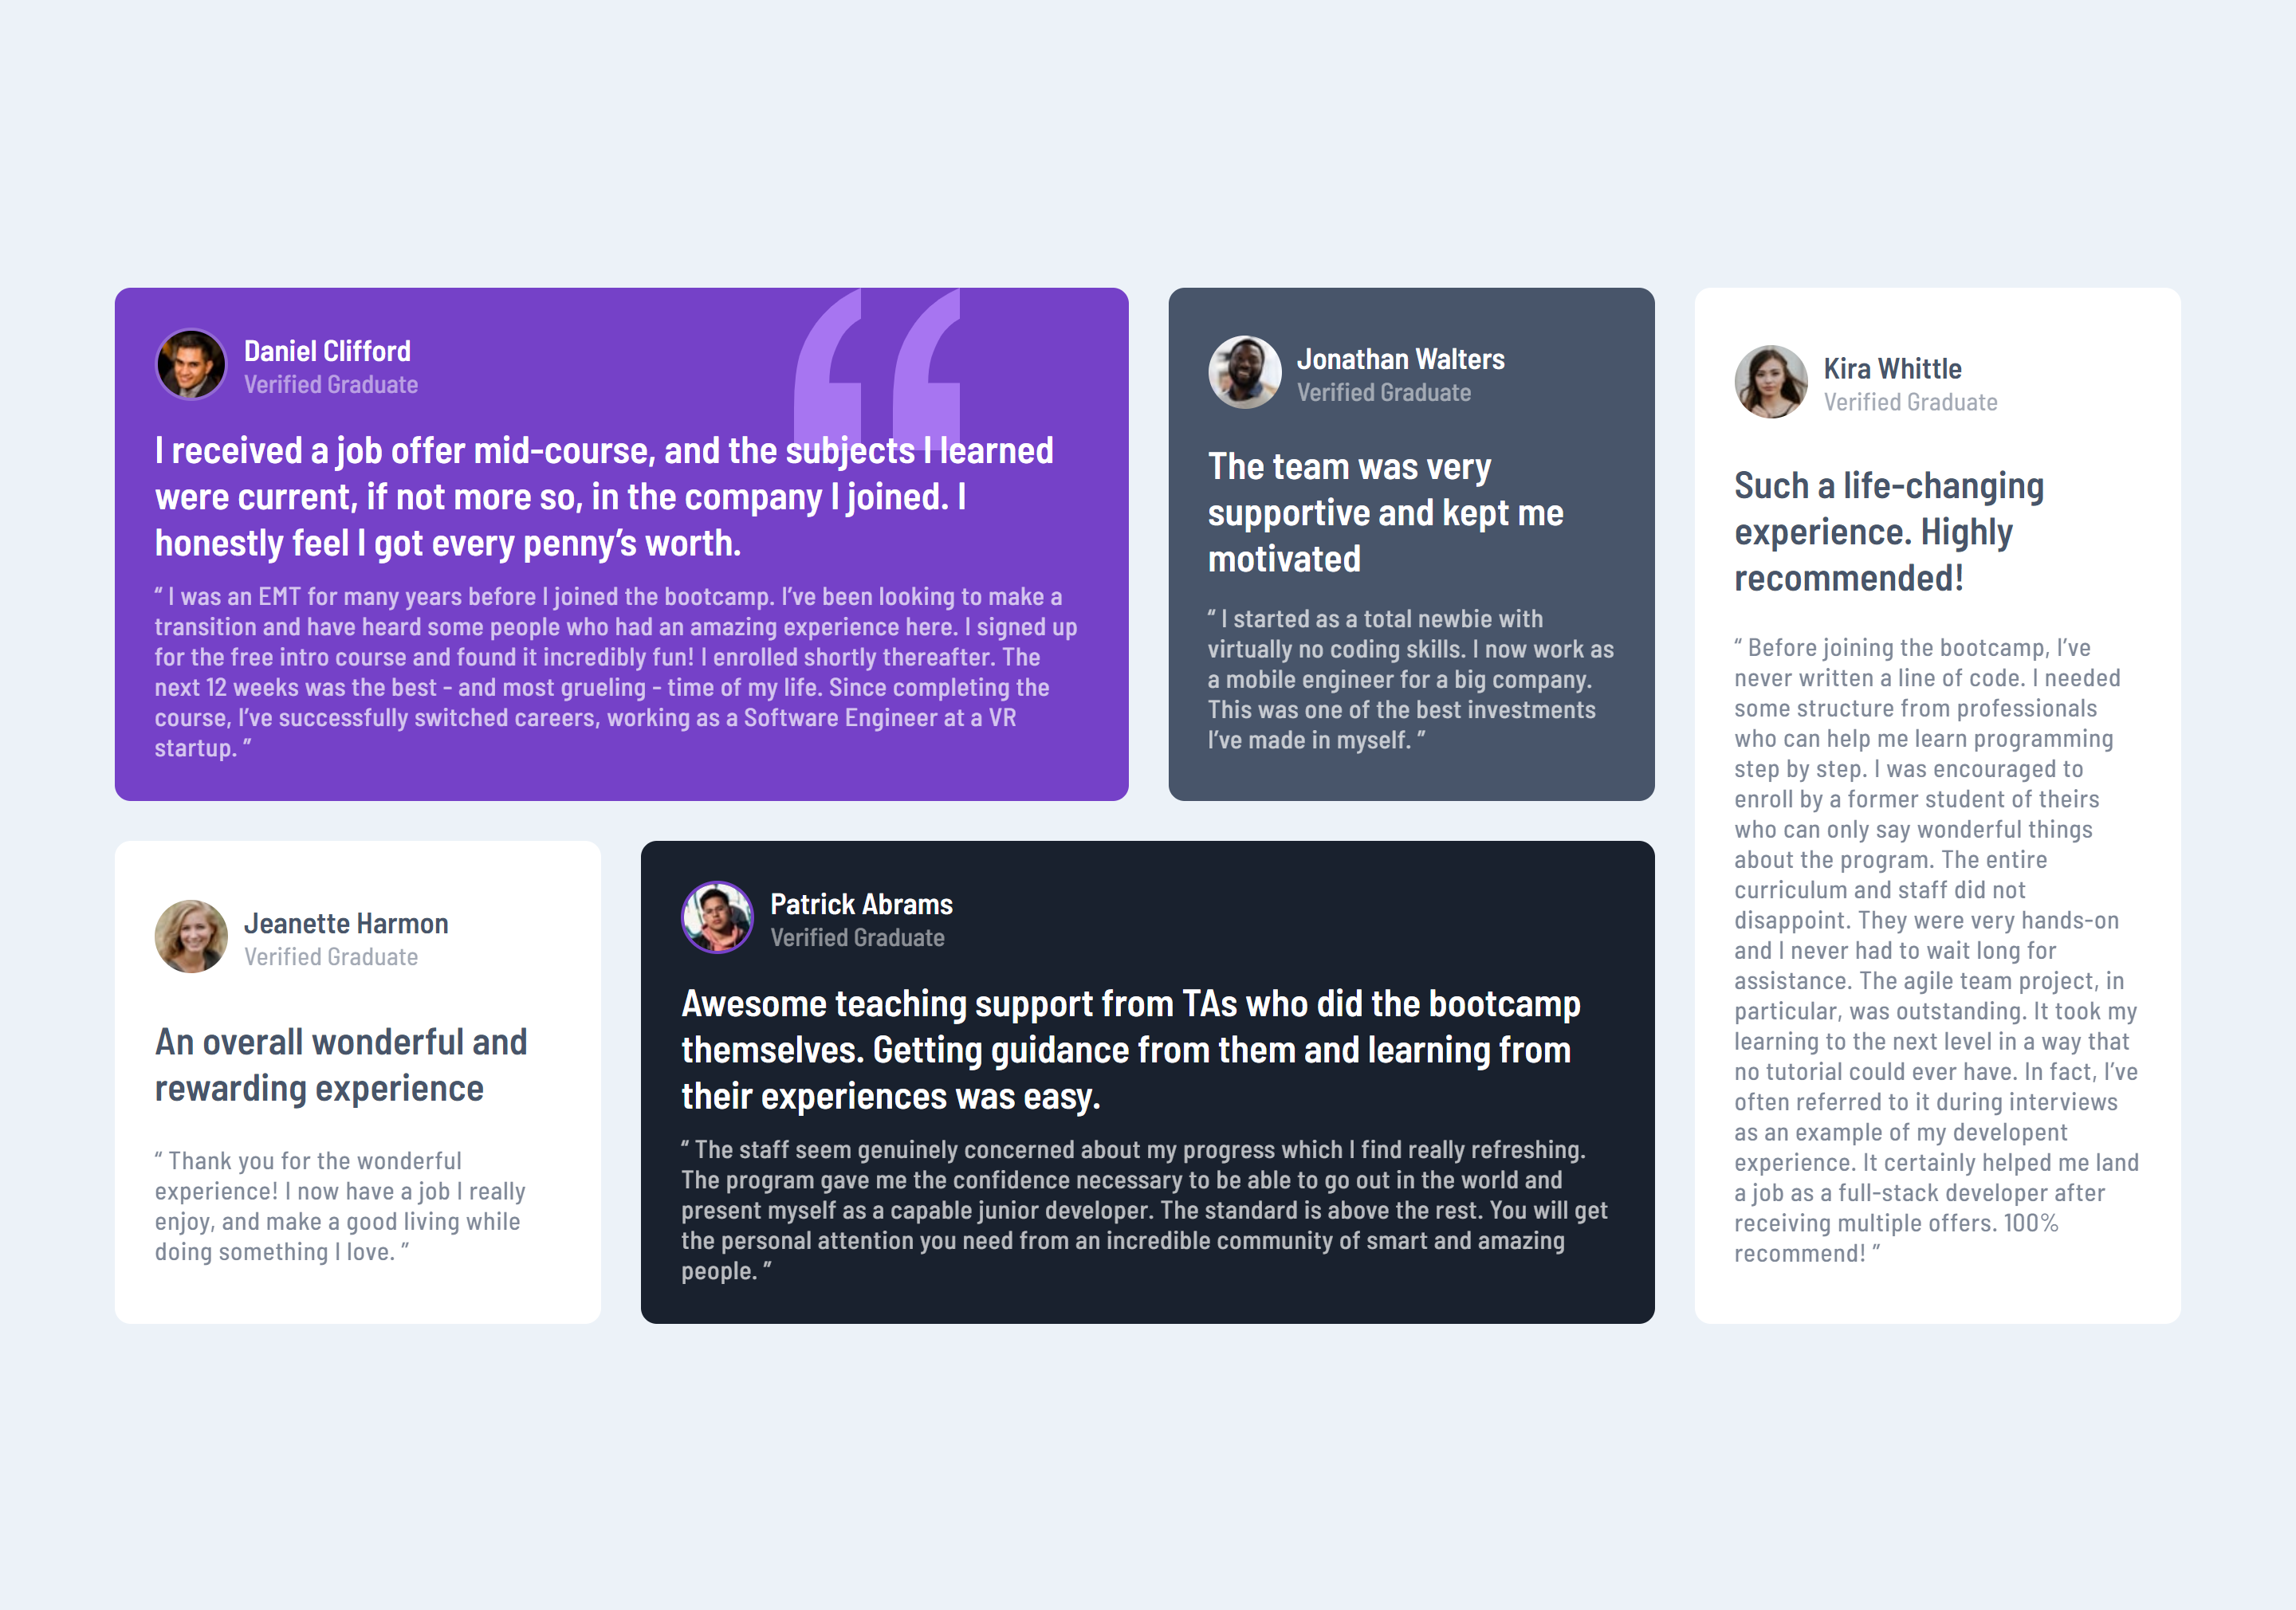 Daniel Clifford
Verified Graduate
I received a job offer mid-course, and the subjects I learned
were current, if not more so, in the company I joined. I
honestly feel I got every penny’s worth.
“ I was an EMT for many years before I joined the bootcamp. I’ve been looking to make a
transition and have heard some people who had an amazing experience here. I signed up
for the free intro course and found it incredibly fun! I enrolled shortly thereafter. The
next 12 weeks was the best - and most grueling - time of my life. Since completing the
course, I’ve successfully switched careers, working as a Software Engineer at a VR
startup. ”
Jonathan Walters
Verified Graduate
The team was very
supportive and kept me
motivated
“ I started as a total newbie with
virtually no coding skills. I now work as
a mobile engineer for a big company.
This was one of the best investments
I’ve made in myself. ”
Kira Whittle
Verified Graduate
Such a life-changing
experience. Highly
recommended!
“ Before joining the bootcamp, I’ve
never written a line of code. I needed
some structure from professionals
who can help me learn programming
step by step. I was encouraged to
enroll by a former student of theirs
who can only say wonderful things
about the program. The entire
curriculum and staff did not
disappoint. They were very hands-on
and I never had to wait long for
assistance. The agile team project, in
particular, was outstanding. It took my
learning to the next level in a way that
no tutorial could ever have. In fact, I’ve
often referred to it during interviews
as an example of my developent
experience. It certainly helped me land
a job as a full-stack developer after
receiving multiple offers. 100%
recommend! ”
Jeanette Harmon
Verified Graduate
An overall wonderful and
rewarding experience
“ Thank you for the wonderful
experience! I now have a job I really
enjoy, and make a good living while
doing something I love. ”
Patrick Abrams
Verified Graduate
Awesome teaching support from TAs who did the bootcamp
themselves. Getting guidance from them and learning from
their experiences was easy.
“ The staff seem genuinely concerned about my progress which I find really refreshing.
The program gave me the confidence necessary to be able to go out in the world and
present myself as a capable junior developer. The standard is above the rest. You will get
the personal attention you need from an incredible community of smart and amazing
people. ”